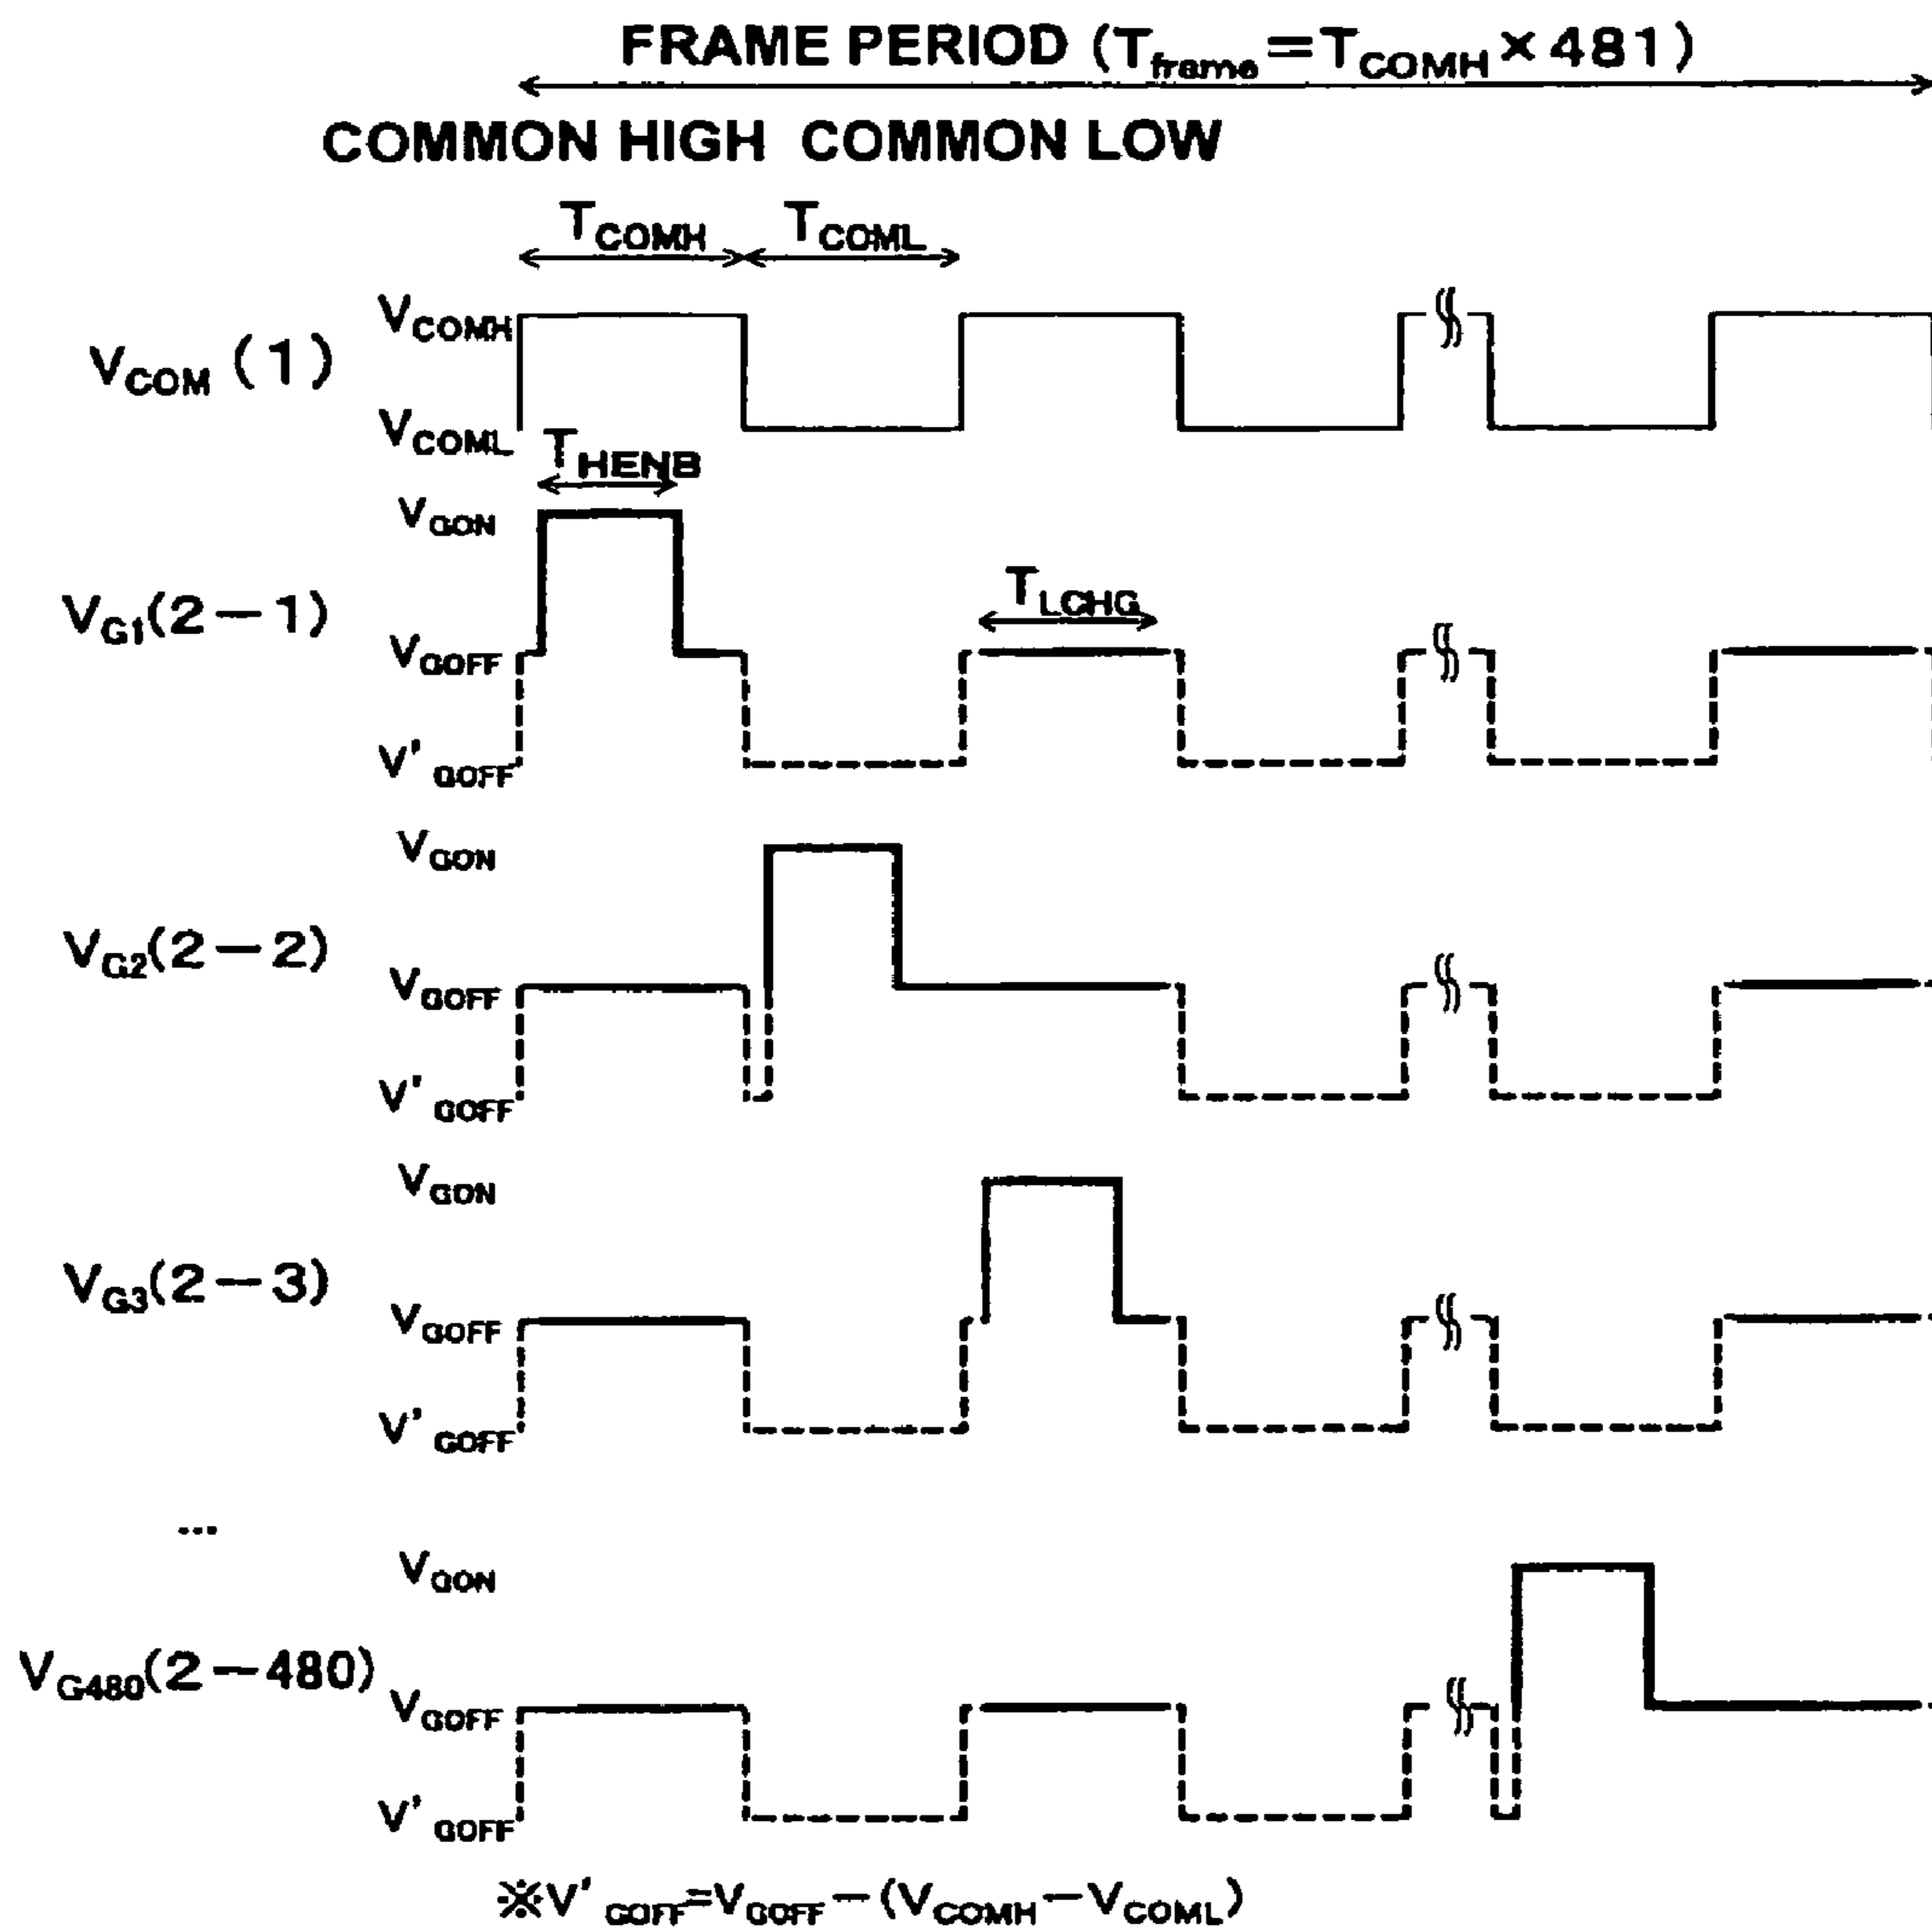 FRAME PERIOD (Tframe=TCOMH×481)
COMMON HIGH COMMON LOW
TCOMH TCOML
VCOMH
VCOM (1)
VCOML
THENB
VGON
TLCHG
VG1(2-1)
VGOFF
V'GOFF
VGON
VG2(2-2)
VGOFF
V'GOFF
VGON
VG3(2-3)
VGOFF
V'GOFF
...
VGON
VG480(2-480)
VGOFF
V'GOFF
※V'GOFF=VGOFF-(VCOMH-VCOML)